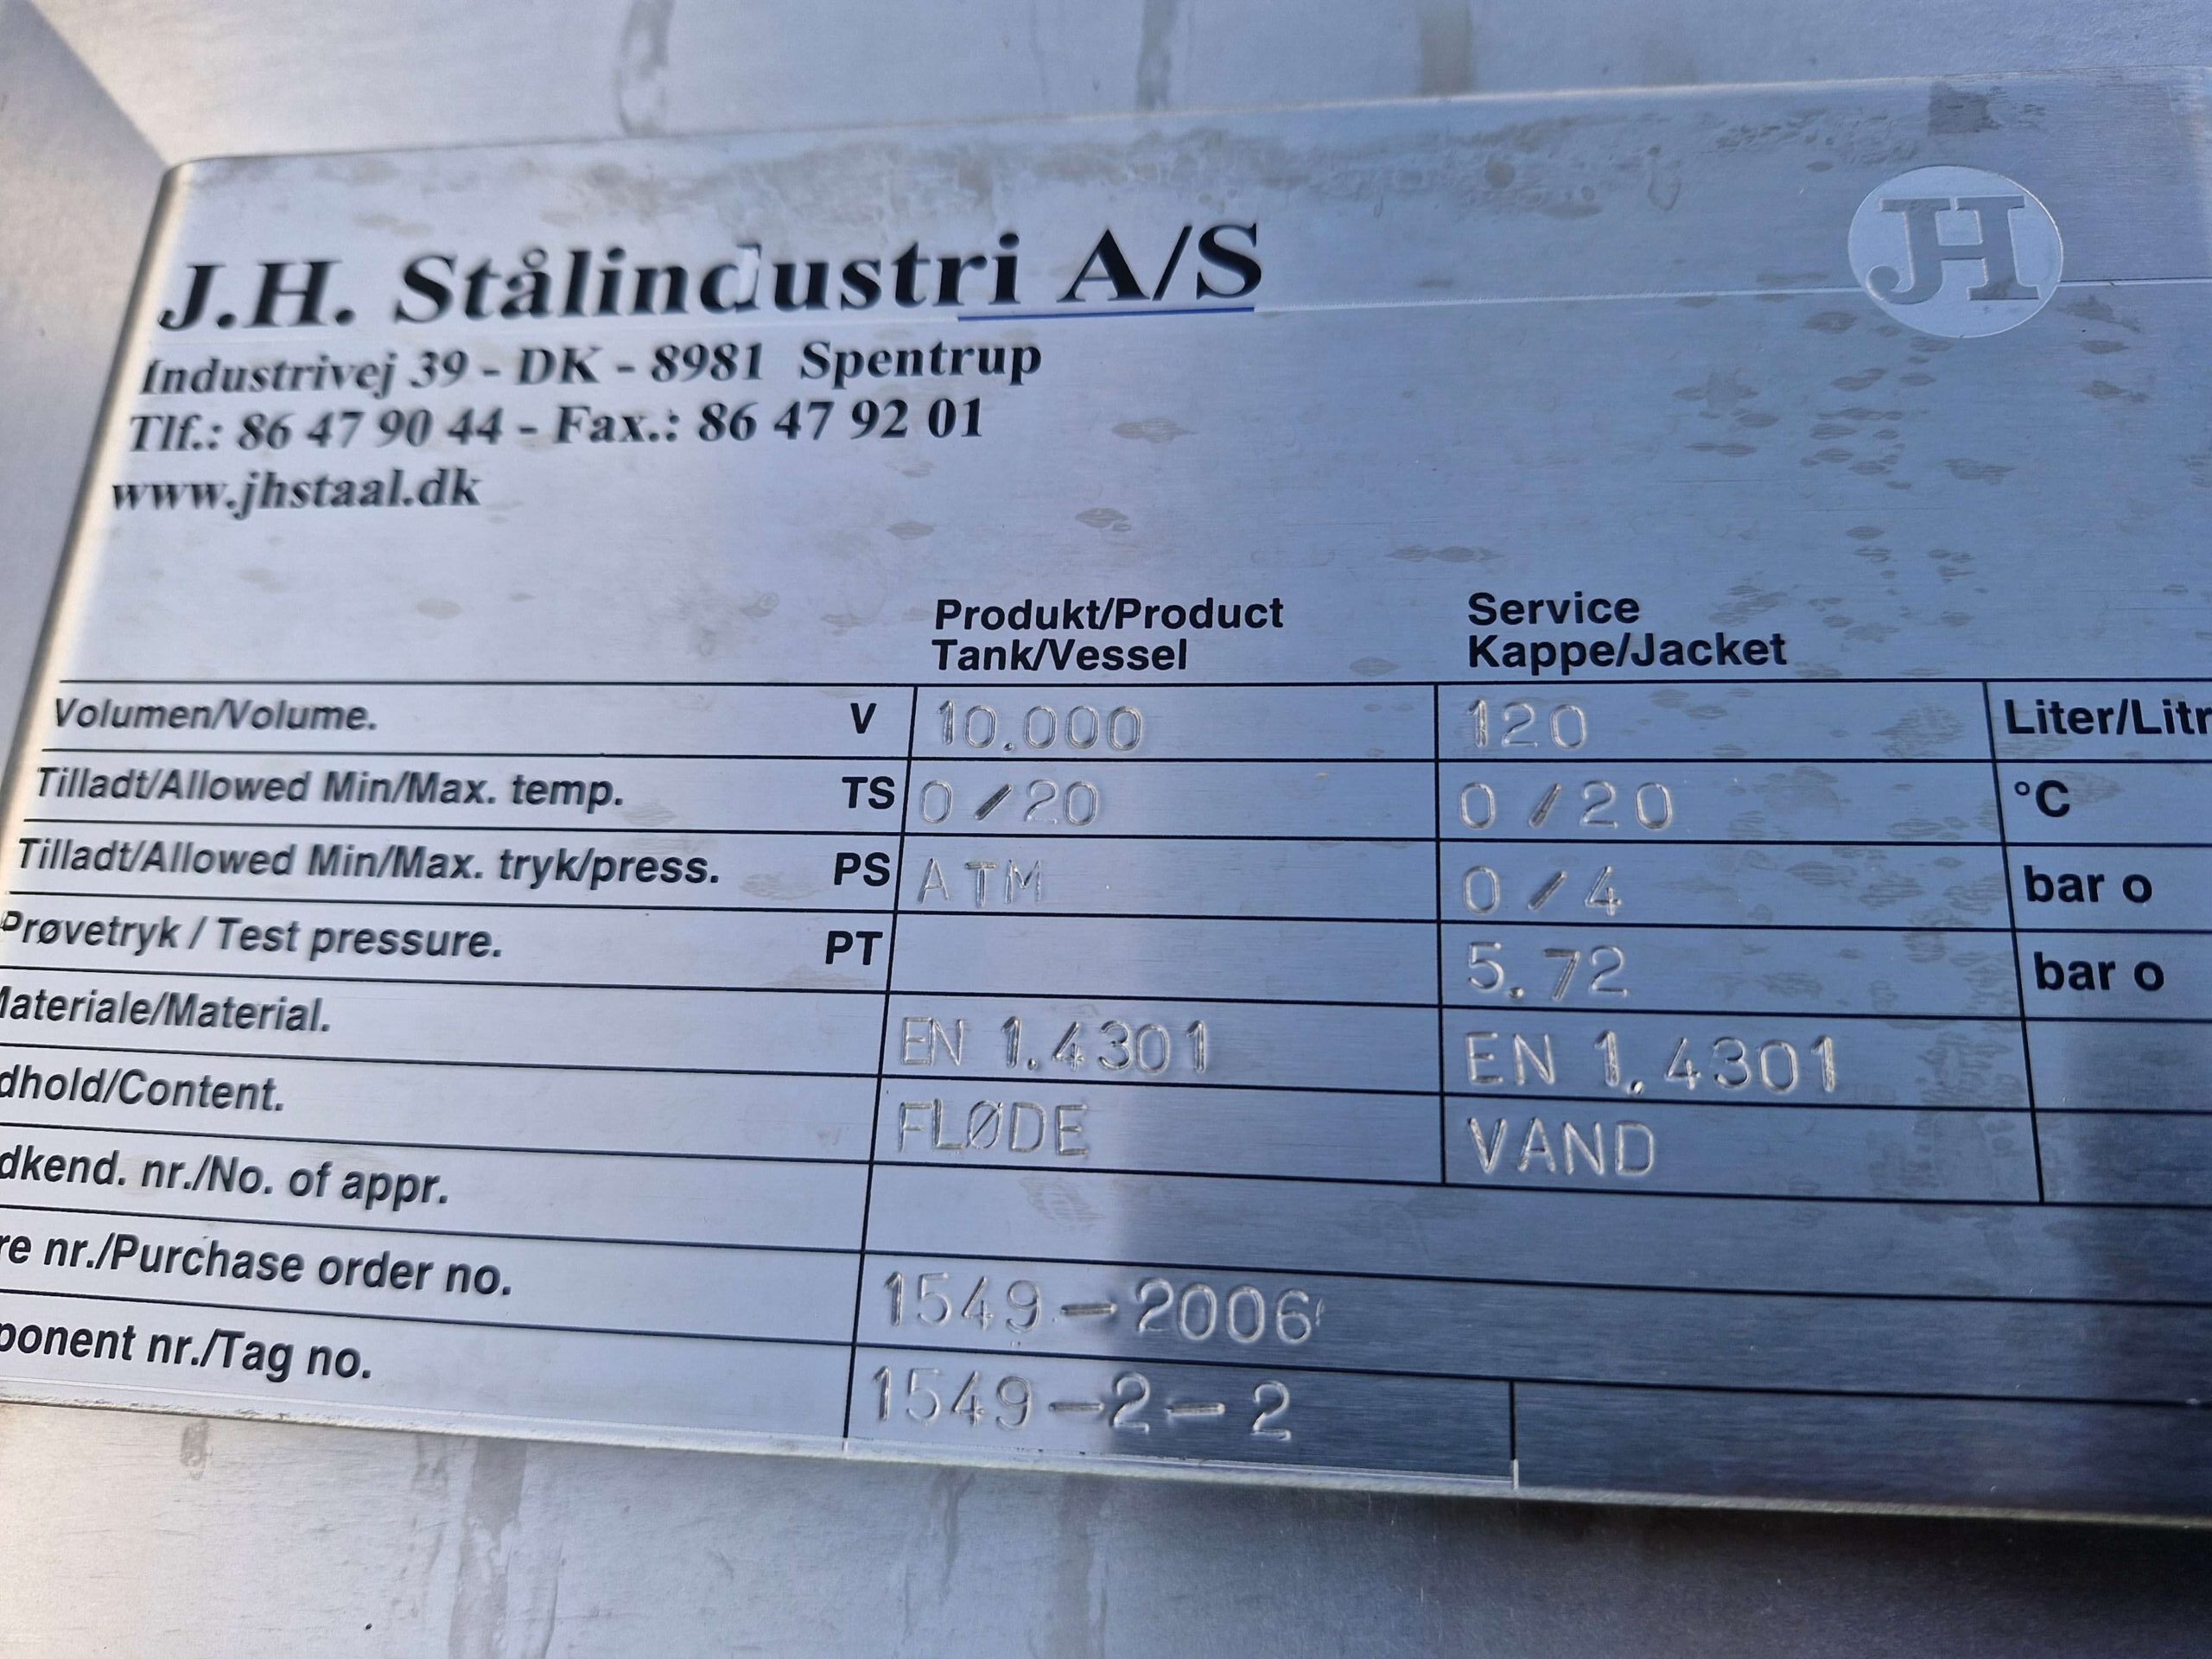 J.H. Stålindustri A/S
JH
Industrivej 39 - DK - 8981 Spentrup
Tlf.: 86 47 90 44 - Fax.: 86 47 92 01
www.jhstaal.dk
Produkt/Product Service
Tank/Vessel Kappe/Jacket
Volumen/Volume. V 10.000 120 Liter/Litr
Tilladt/Allowed Min/Max. temp. TS 0/20 0/20 °C
Tilladt/Allowed Min/Max. tryk/press. PS ATM 0/4 bar o
Prøvetryk / Test pressure. PT 5.72 bar o
ateriale/Material. EN 1.4301 EN 1.4301
dhold/Content. FLØDE VAND
dkend. nr./No. of appr.
re nr./Purchase order no. 1549-2006
ponent nr./Tag no. 1549-2-2